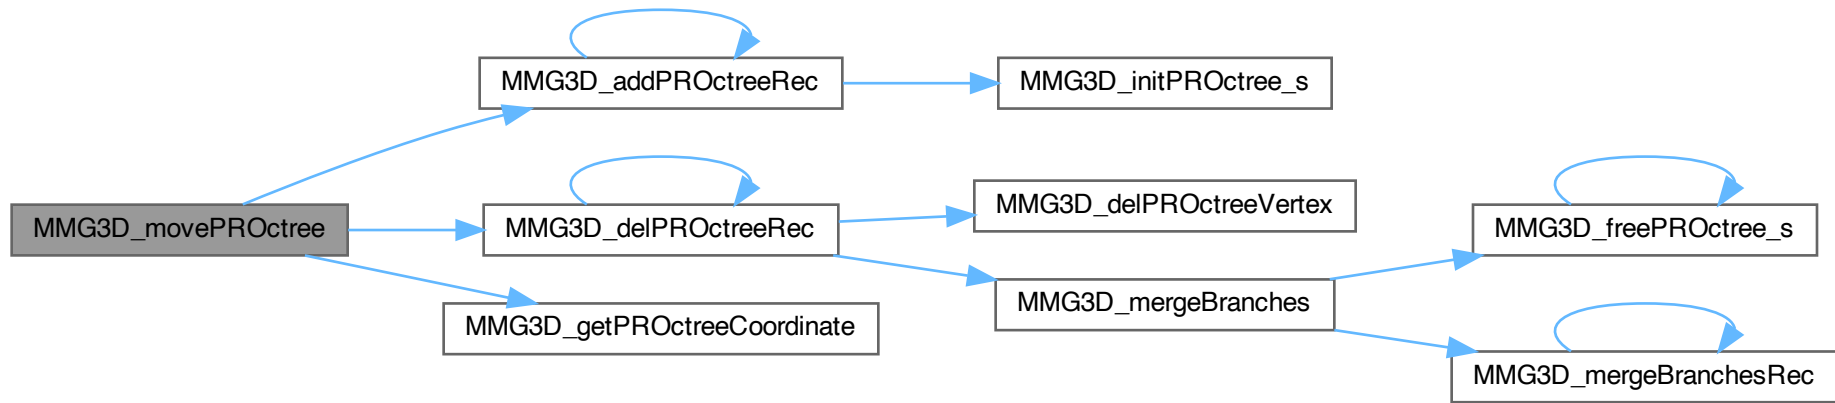 MMG3D_movePROctree
MMG3D_addPROctreeRec
MMG3D_initPROctree_s
MMG3D_delPROctreeRec
MMG3D_delPROctreeVertex
MMG3D_mergeBranches
MMG3D_freePROctree_s
MMG3D_mergeBranchesRec
MMG3D_getPROctreeCoordinate